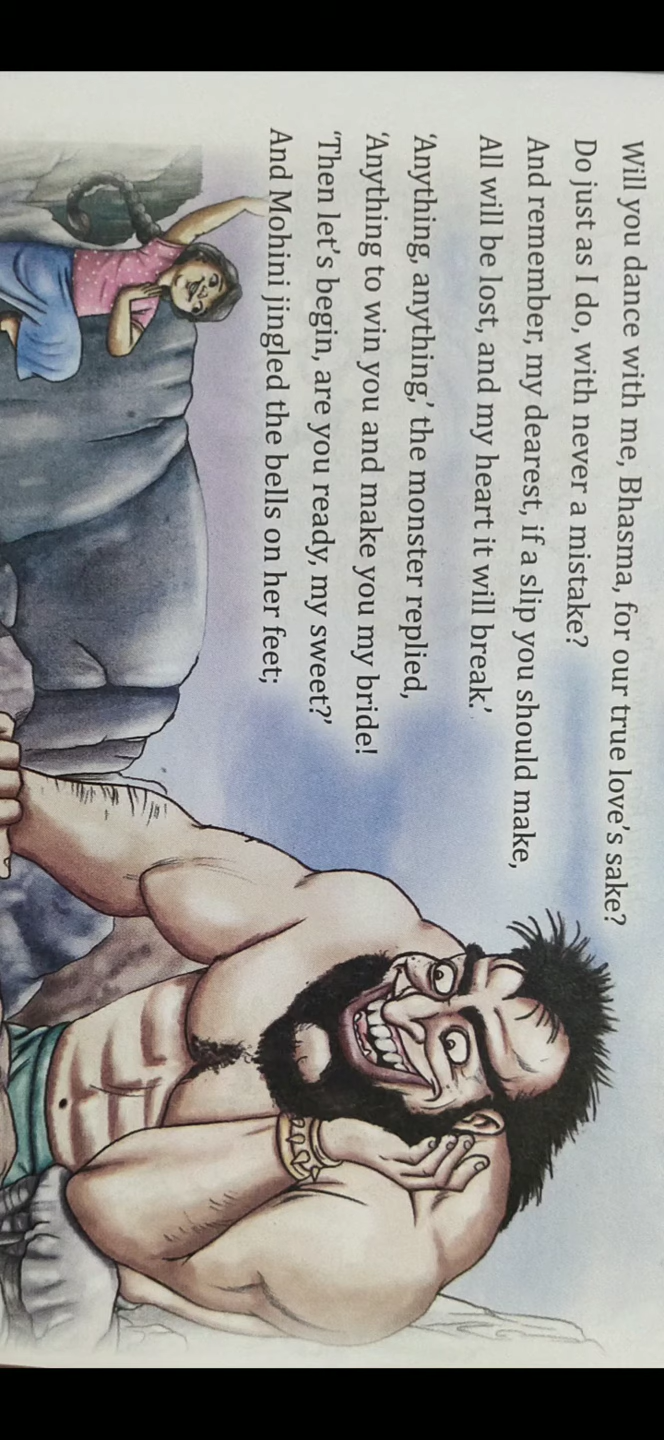 Will you dance with me, Bhasma, for our true love's sake?
Do just as I do, with never a mistake?
And remember, my dearest, if a slip you should make,
All will be lost, and my heart it will break.’
‘Anything, anything,’ the monster replied,
‘Anything to win you and make you my bride!
‘Then let's begin, are you ready, my sweet?’
And Mohini jingled the bells on her feet;